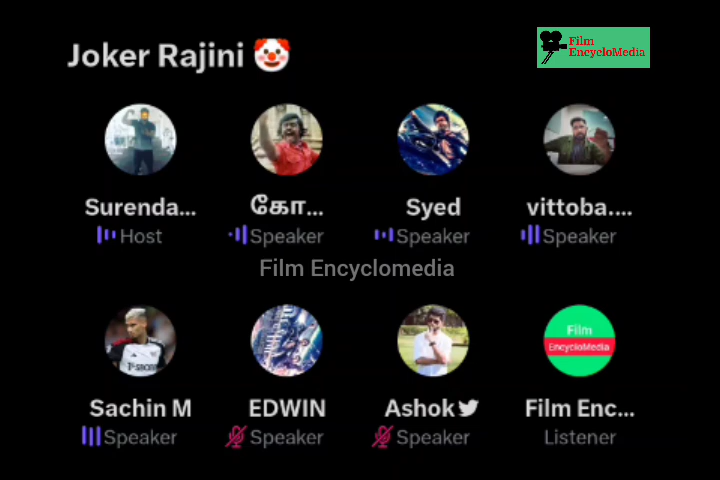 Joker Rajini 🤡
Film
EncycloMedia
Surenda... கோ... Syed vittoba....
Host Speaker Speaker Speaker
Film Encyclomedia
Film
EncycloMedia
Sachin M EDWIN Ashok Film Enc...
Speaker Speaker Speaker Listener